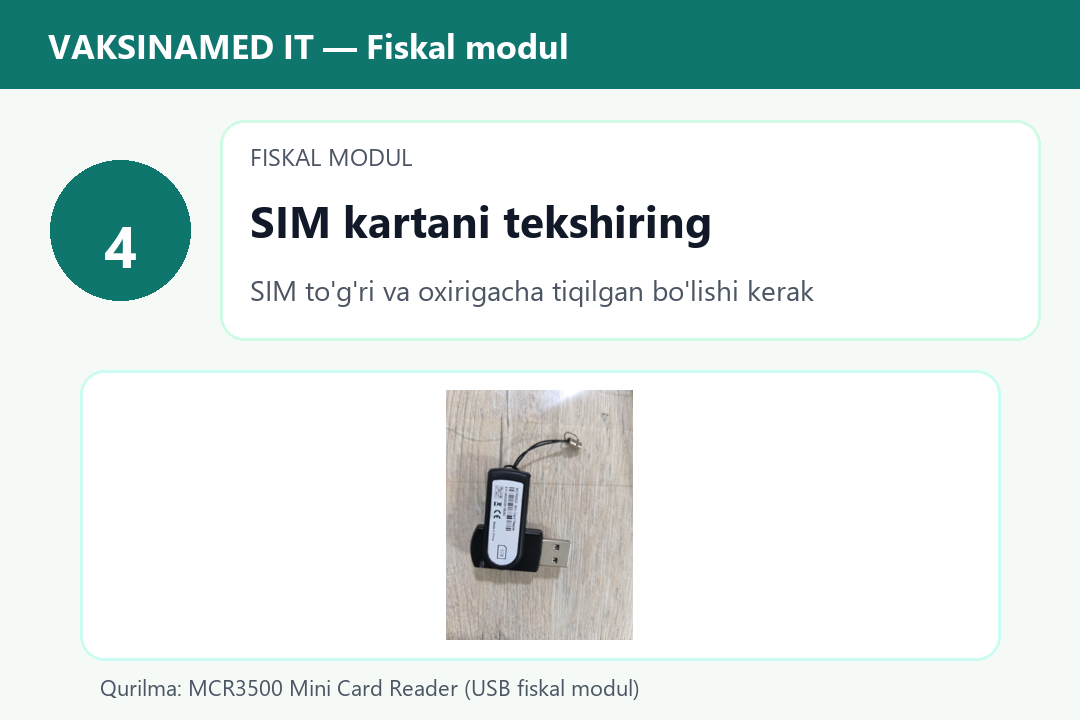 VAKSINAMED IT — Fiskal modul
4
FISKAL MODUL
SIM kartani tekshiring
SIM to'g'ri va oxirigacha tiqilgan bo'lishi kerak
Qurilma: MCR3500 Mini Card Reader (USB fiskal modul)